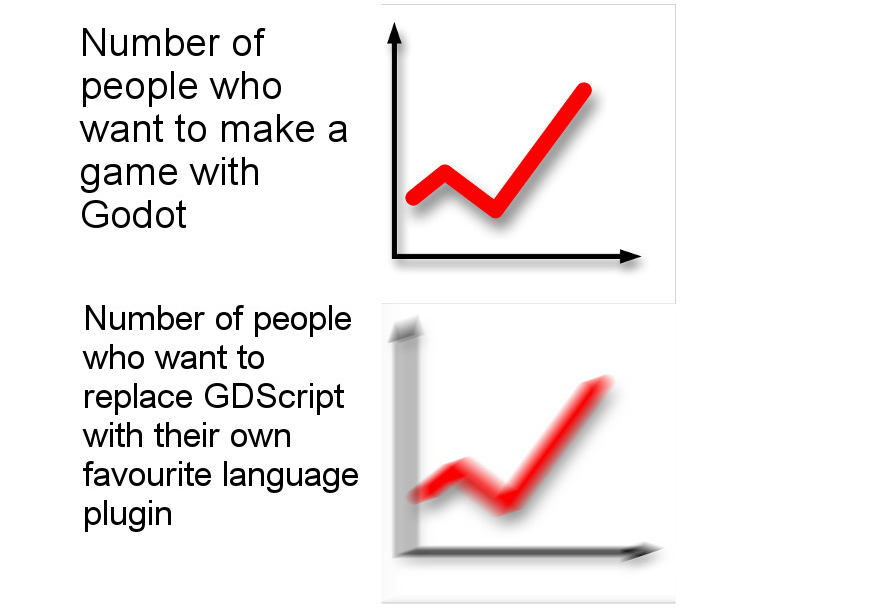 Number of
people who
want to make a
game with
Godot
Number of people
who want to
replace GDScript
with their own
favourite language
plugin